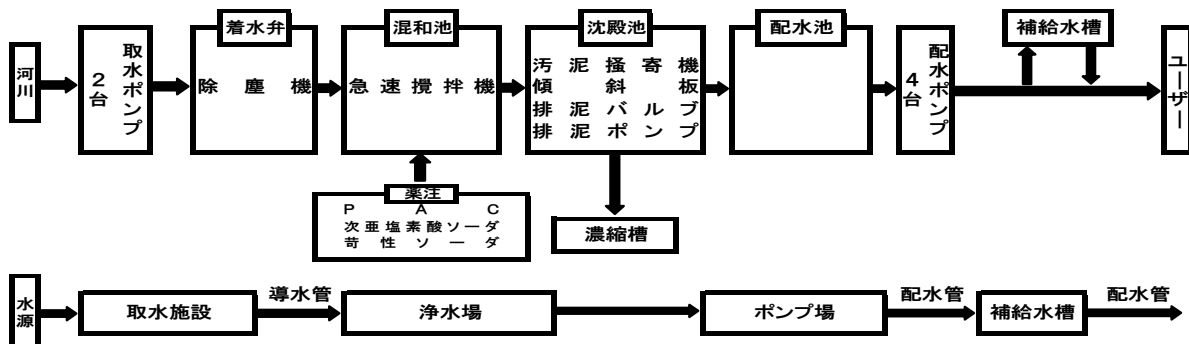 着水弁
混和池
沈殿池
配水池
補給水槽
河川
取水ポンプ
2台
除塵機
急速攪拌機
汚泥掻寄機
傾斜板
排泥バルブ
排泥ポンプ
配水ポンプ
4台
ユーザー
薬注
PAC
次亜塩素酸ソーダ
苛性ソーダ
濃縮槽
水源
取水施設
導水管
浄水場
ポンプ場
配水管
補給水槽
配水管